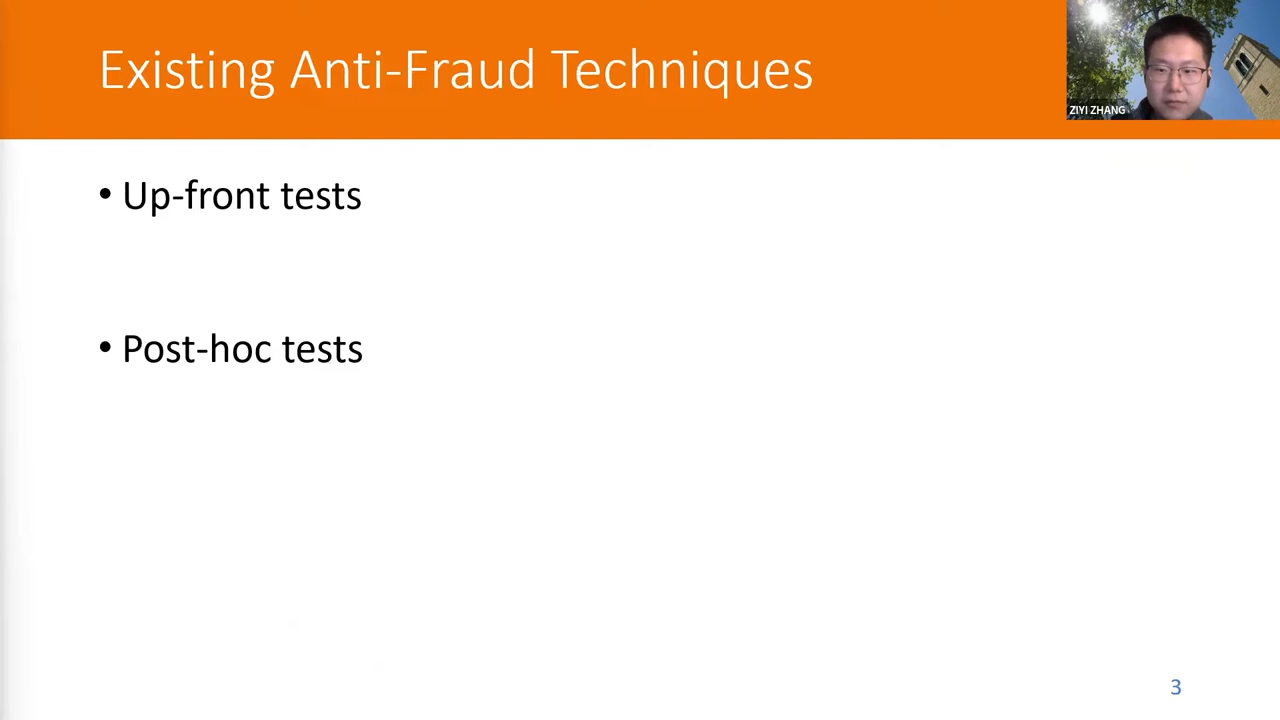 Existing Anti-Fraud Techniques
ZIYI ZHANG
• Up-front tests
• Post-hoc tests
3